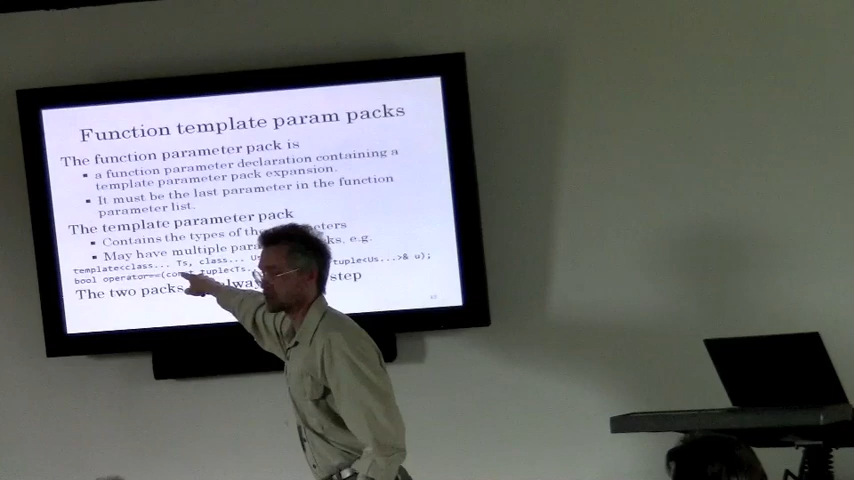 Function template param packs
The function parameter pack is
▪ a function parameter declaration containing a
template parameter pack expansion.
▪ It must be the last parameter in the function
parameter list.
The template parameter pack
▪ Contains the types of
▪ May have multiple e.g.
template<class... Ts, class...
bool operator==(const tuple<Ts... tuple<Us...>& u);
The two packs step